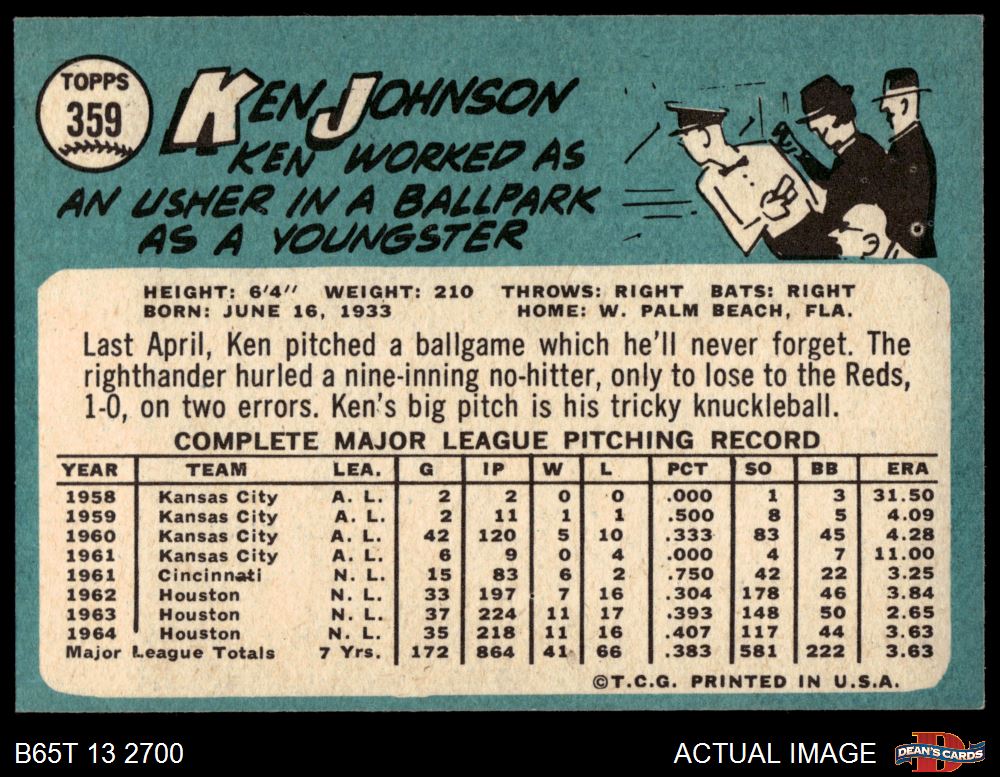 TOPPS
359
KEN JOHNSON
KEN WORKED AS
AN USHER IN A BALLPARK
AS A YOUNGSTER
HEIGHT: 6'4" WEIGHT: 210 THROWS: RIGHT BATS: RIGHT
BORN: JUNE 16, 1933 HOME: W. PALM BEACH, FLA.
Last April, Ken pitched a ballgame which he'll never forget. The
righthander hurled a nine-inning no-hitter, only to lose to the Reds,
1-0, on two errors. Ken's big pitch is his tricky knuckleball.
COMPLETE MAJOR LEAGUE PITCHING RECORD
YEAR TEAM LEA. G IP W L PCT SO BB ERA
1958 Kansas City A. L. 2 2 0 0 .000 1 3 31.50
1959 Kansas City A. L. 2 11 1 1 .500 8 5 4.09
1960 Kansas City A. L. 42 120 5 10 .333 83 45 4.28
1961 Kansas City A. L. 6 9 0 4 .000 4 7 11.00
1961 Cincinnati N. L. 15 83 6 2 .750 42 22 3.25
1962 Houston N. L. 33 197 7 16 .304 178 46 3.84
1963 Houston N. L. 37 224 11 17 .393 148 50 2.65
1964 Houston N. L. 35 218 11 16 .407 117 44 3.63
Major League Totals 7 Yrs. 172 864 41 66 .383 581 222 3.63
©T.C.G. PRINTED IN U.S.A.
B65T 13 2700 ACTUAL IMAGE DEAN'S CARDS